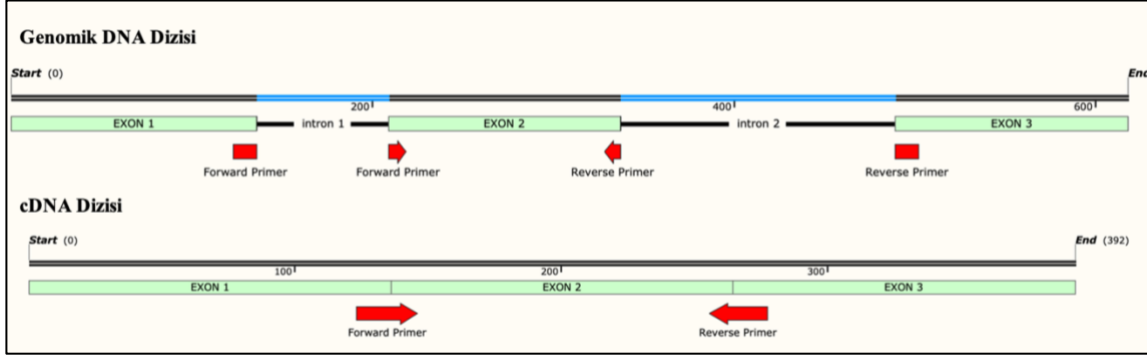 Genomik DNA Dizisi
Start (0) End
200 400 600
EXON 1 intron 1 EXON 2 intron 2 EXON 3
Forward Primer Forward Primer Reverse Primer Reverse Primer
cDNA Dizisi
Start (0) End (392)
100 200 300
EXON 1 EXON 2 EXON 3
Forward Primer Reverse Primer